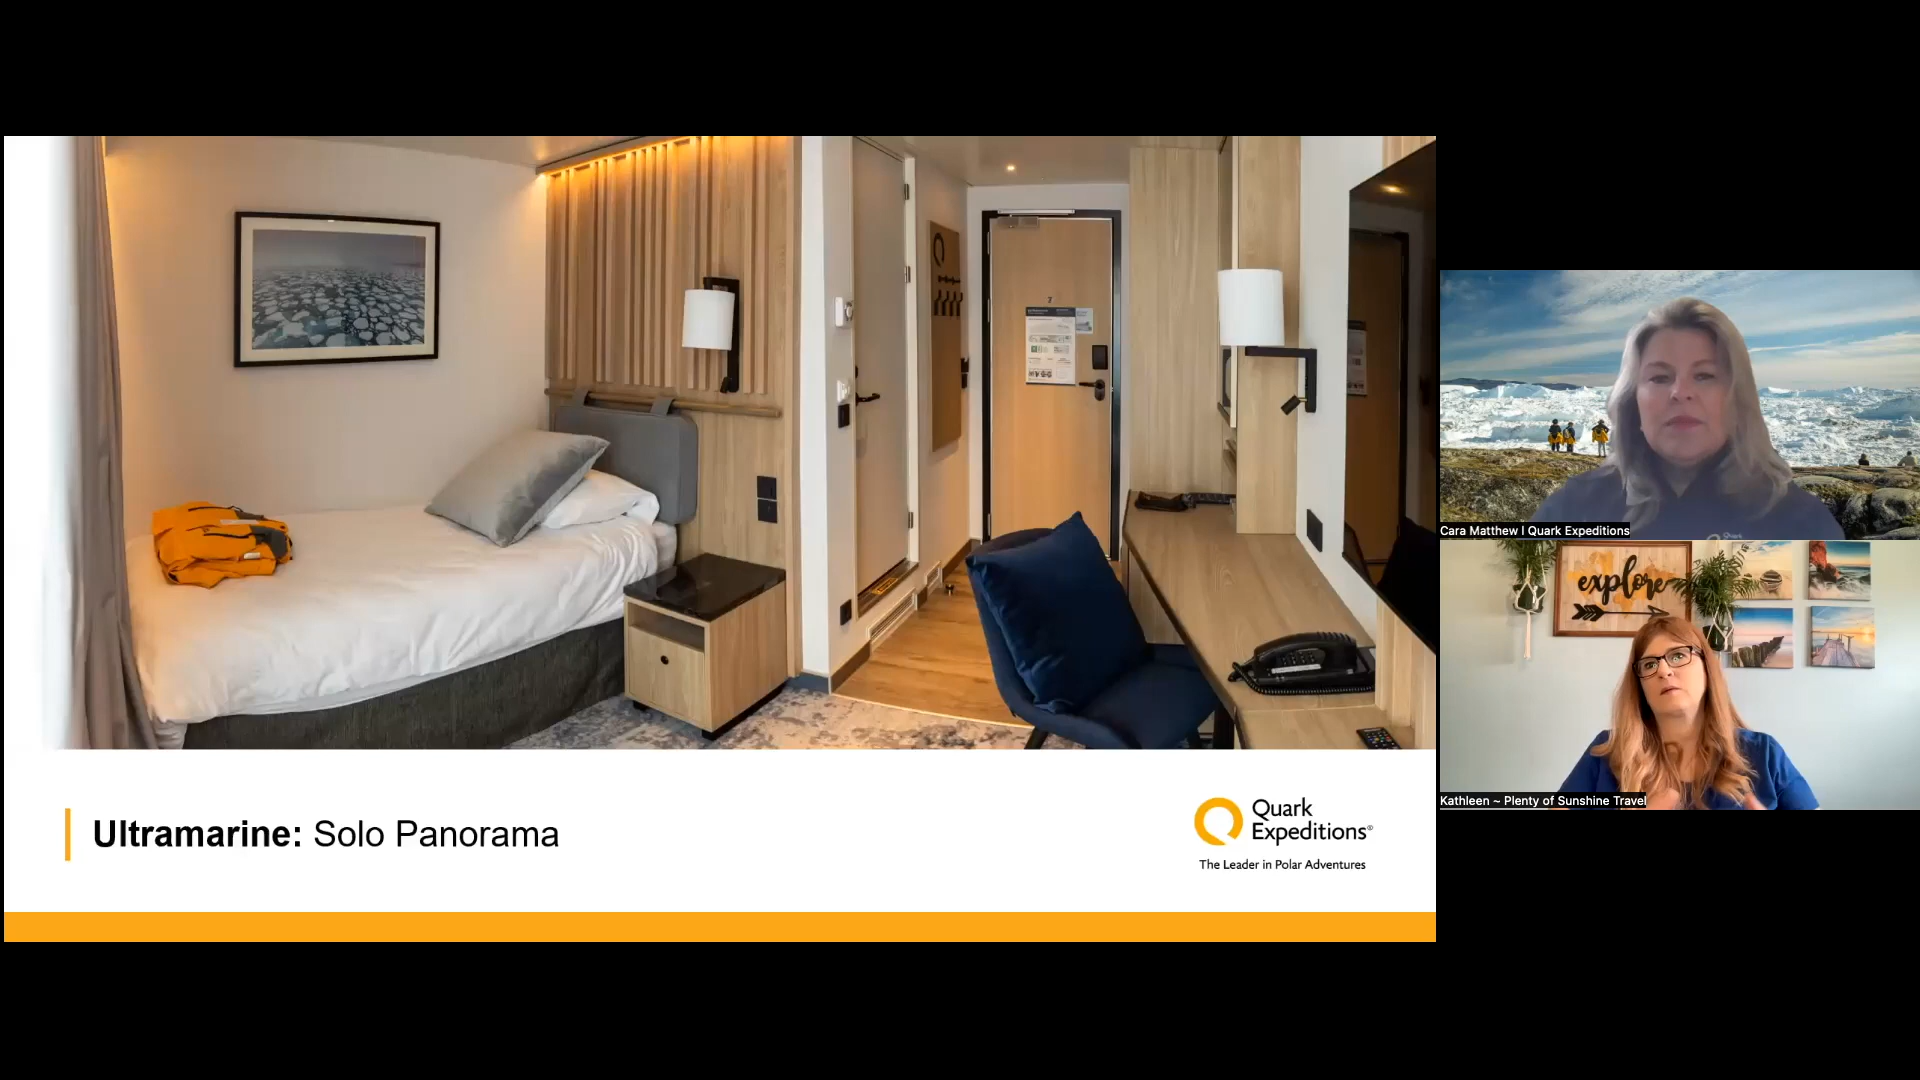 Ultramarine: Solo Panorama
Quark
Expeditions®
The Leader in Polar Adventures
Cara Matthew I Quark Expeditions
explore
Kathleen ~ Plenty of Sunshine Travel